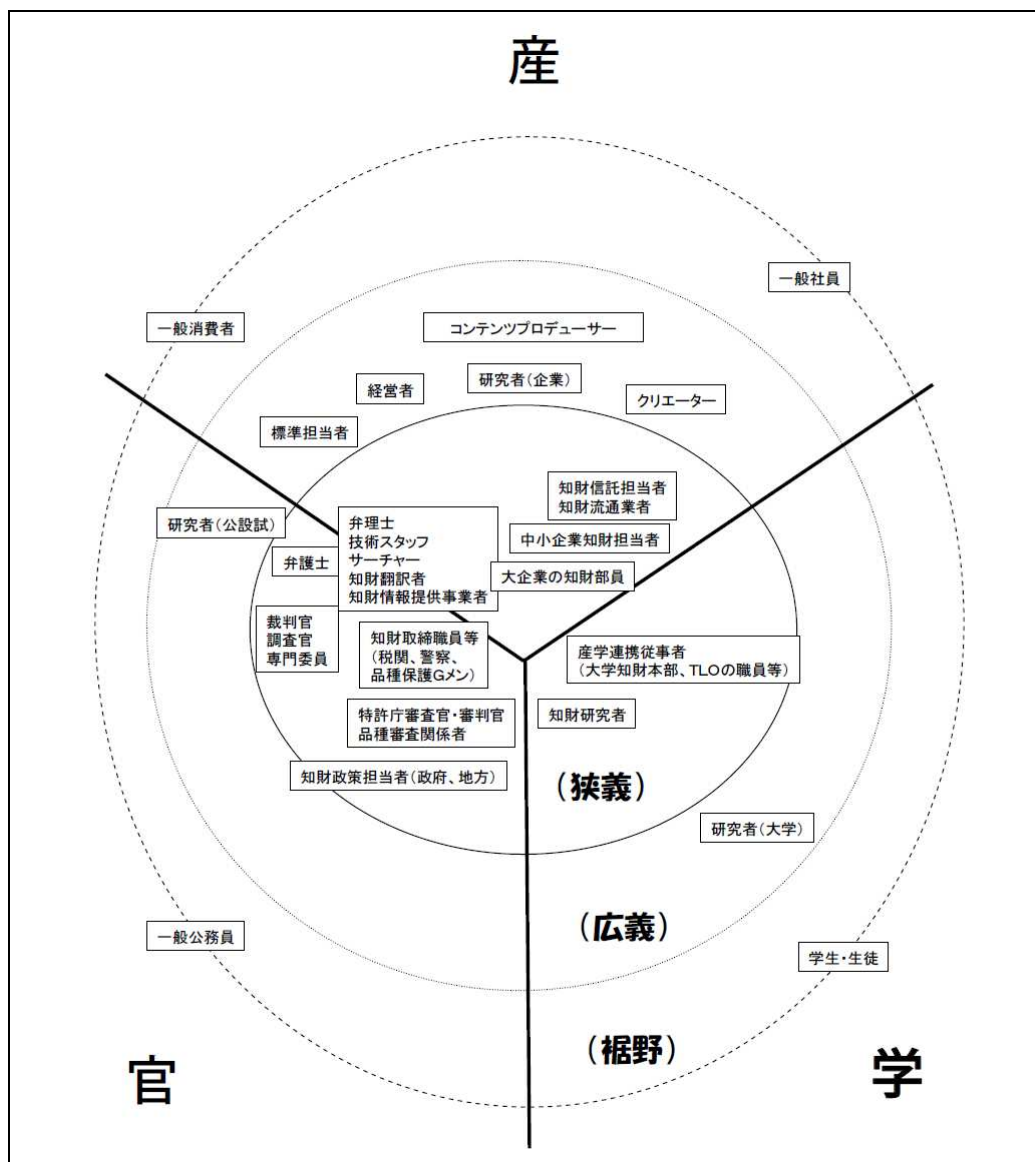 産
一般社員
一般消費者
コンテンツプロデューサー
研究者(企業)
経営者
クリエーター
標準担当者
知財信託担当者
知財流通業者
研究者(公設試)
弁理士
技術スタッフ
サーチャー
知財翻訳者
知財情報提供事業者
中小企業知財担当者
弁護士
大企業の知財部員
裁判官
調査官
専門委員
知財取締職員等
(税関、警察、
品種保護Gメン)
産学連携従事者
(大学知財本部、TLOの職員等)
特許庁審査官・審判官
品種審査関係者
知財研究者
知財政策担当者(政府、地方)
(狭義)
研究者(大学)
(広義)
一般公務員
学生・生徒
(裾野)
官
学